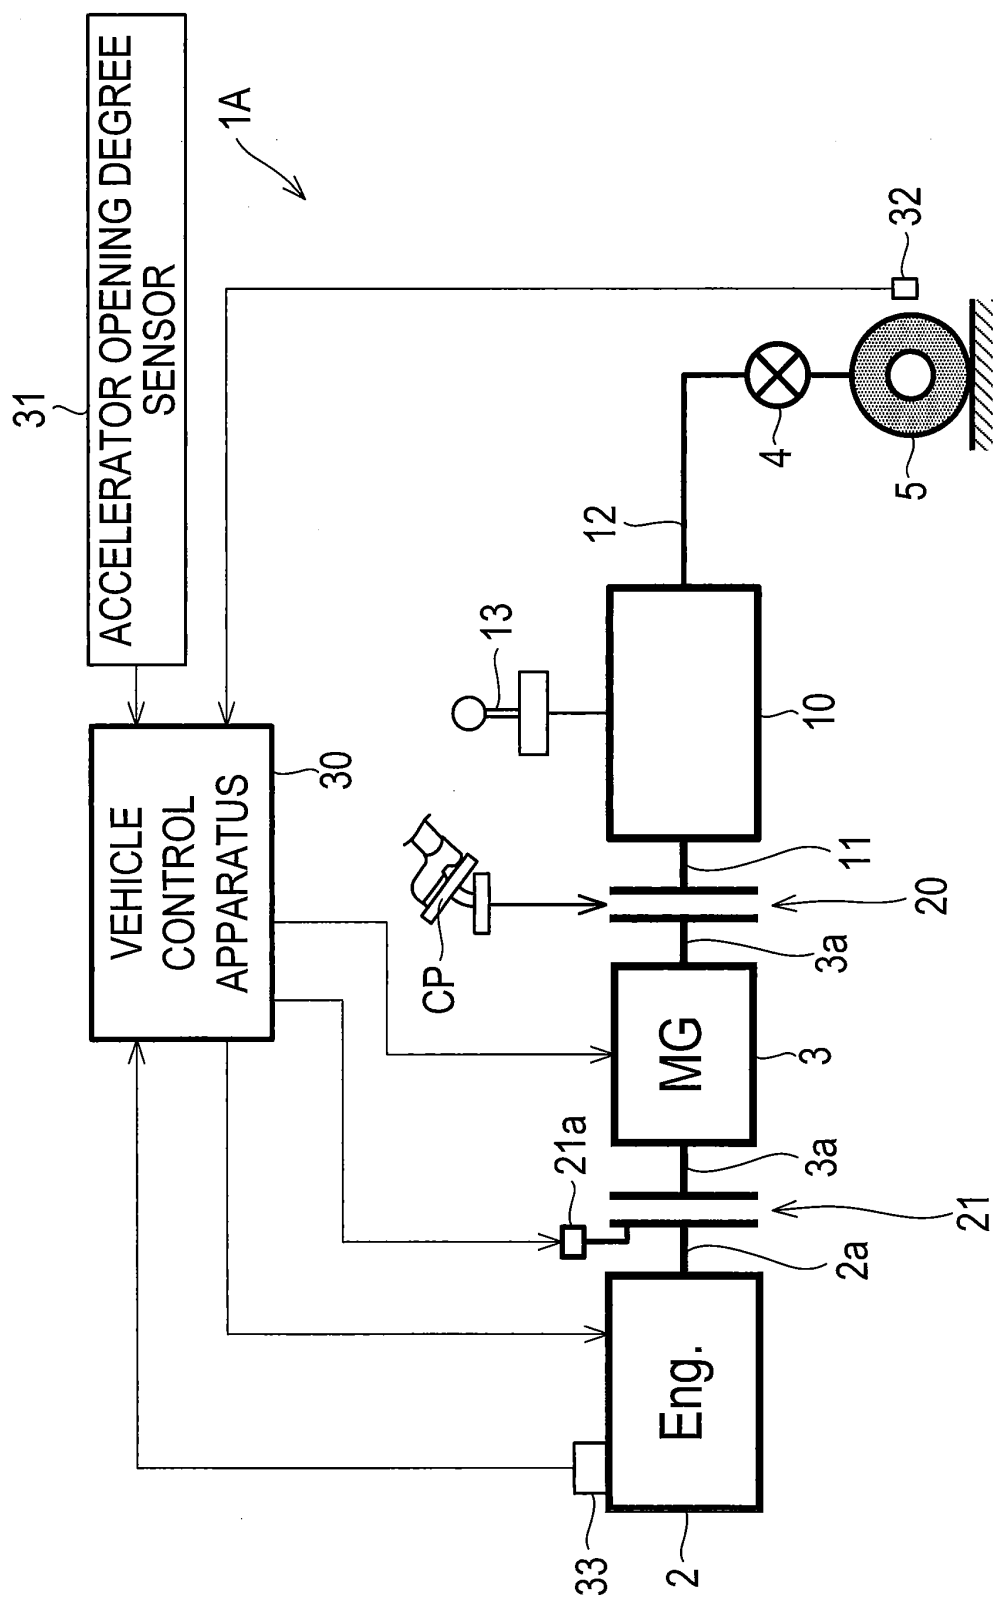 31
ACCELERATOR OPENING DEGREE
SENSOR
1A
VEHICLE
CONTROL
APPARATUS
30
32
13
CP
12
4
5
21a
33
Eng.
MG
10
2
2a
21
3a
3
3a
20
11